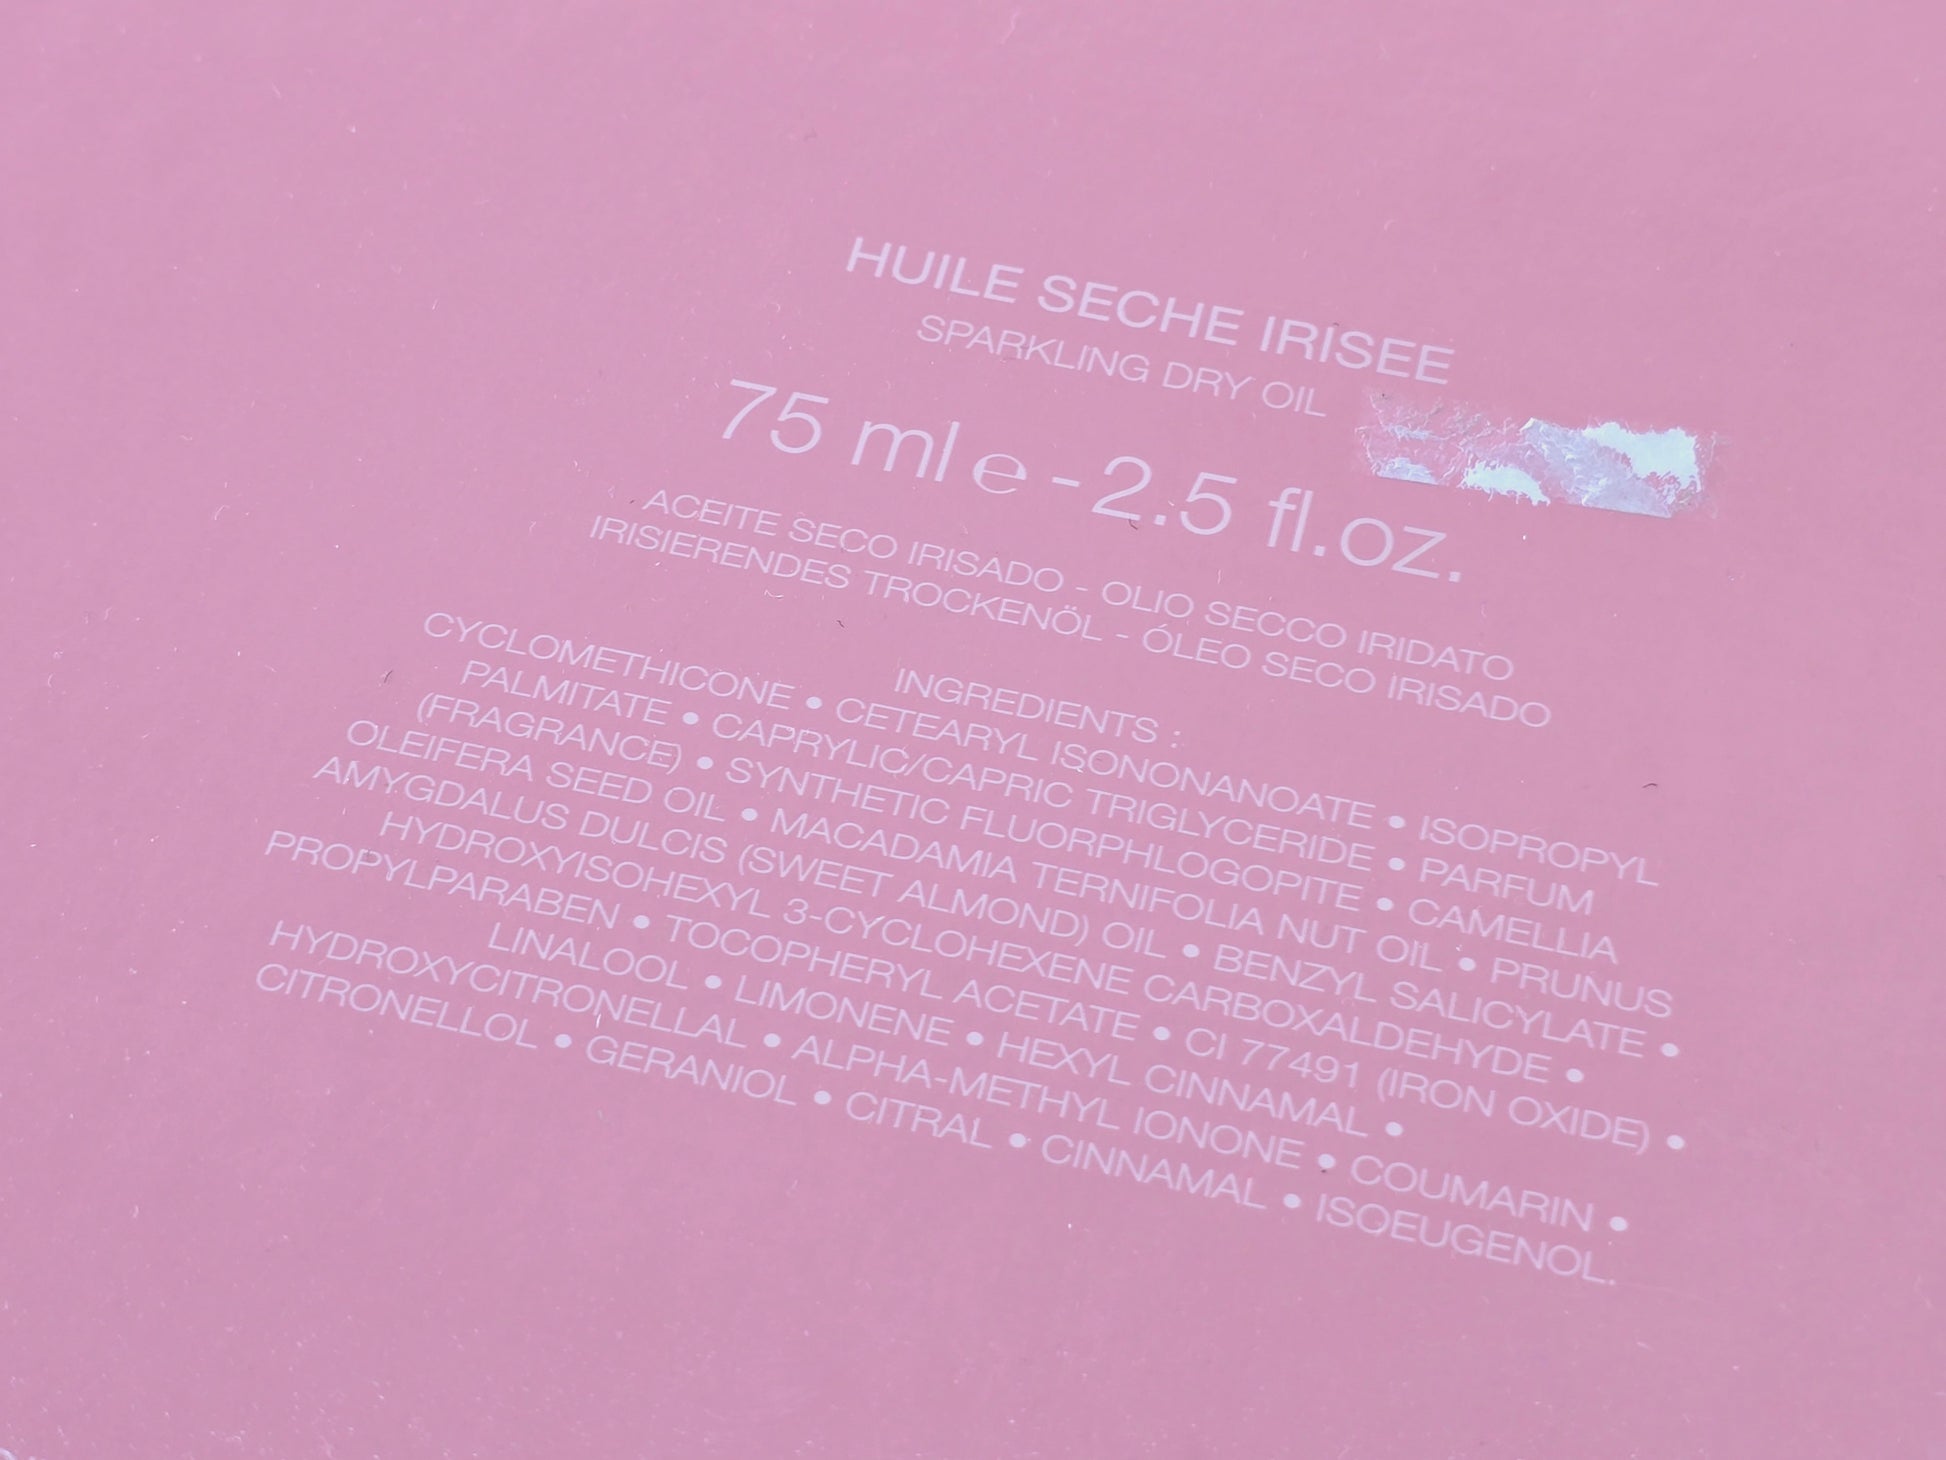 HUILE SECHE IRISEE
SPARKLING DRY OIL
75 ml e - 2.5 fl.oz.
ACEITE SECO IRISADO - OLIO SECCO IRIDATO
IRISIERENDES TROCKENÖL - ÓLEO SECO IRISADO
INGREDIENTS :
CYCLOMETHICONE • CETEARYL ISONONANOATE • ISOPROPYL
PALMITATE • CAPRYLIC/CAPRIC TRIGLYCERIDE • PARFUM
(FRAGRANCE) • SYNTHETIC FLUORPHLOGOPITE • CAMELLIA
OLEIFERA SEED OIL • MACADAMIA TERNIFOLIA NUT OIL • PRUNUS
AMYGDALUS DULCIS (SWEET ALMOND) OIL • BENZYL SALICYLATE •
HYDROXYISOHEXYL 3-CYCLOHEXENE CARBOXALDEHYDE •
PROPYLPARABEN • TOCOPHERYL ACETATE • CI 77491 (IRON OXIDE) •
LINALOOL • LIMONENE • HEXYL CINNAMAL •
HYDROXYCITRONELLAL • ALPHA-METHYL IONONE • COUMARIN •
CITRONELLOL • GERANIOL • CITRAL • CINNAMAL • ISOEUGENOL.